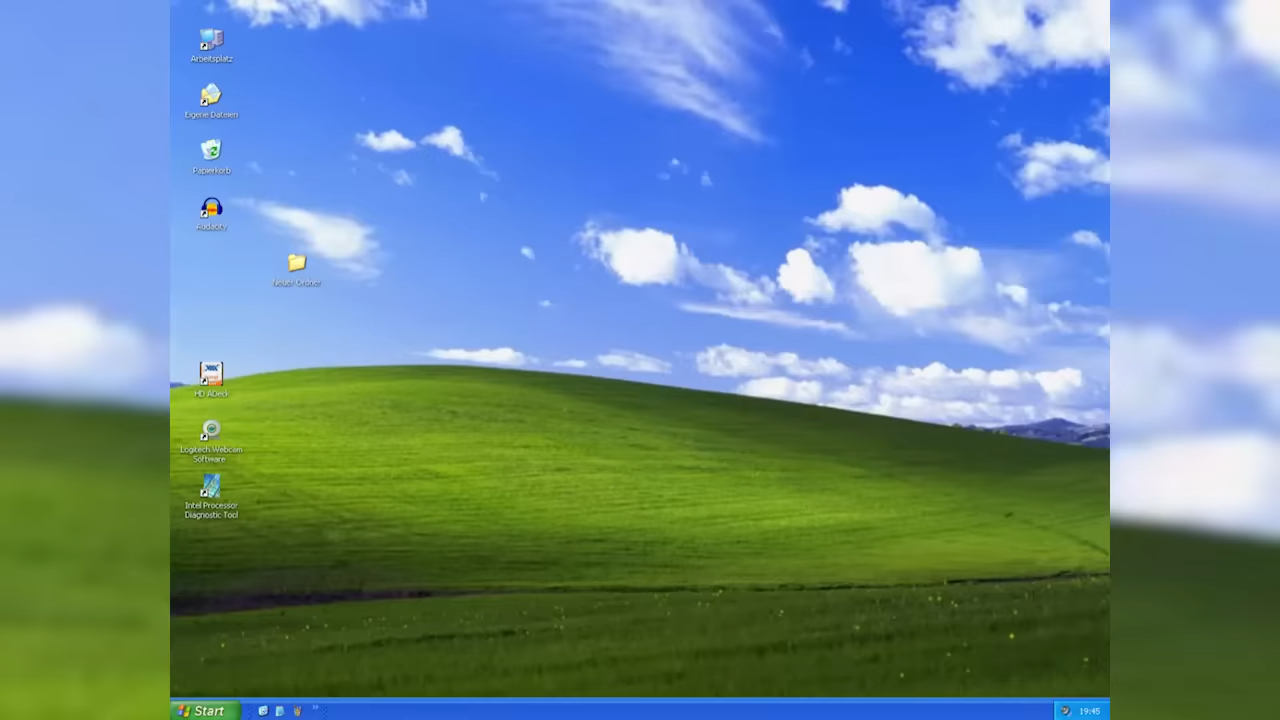 Arbeitsplatz
Eigene Dateien
Papierkorb
Audacity
Neuer Ordner
HD ADeck
Logitech Webcam
Software
Intel Processor
Diagnostic Tool
Start
19:45